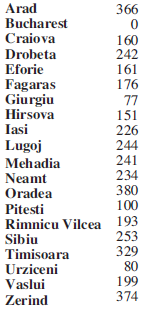 Arad 366
Bucharest 0
Craiova 160
Drobeta 242
Eforie 161
Fagaras 176
Giurgiu 77
Hirsova 151
Iasi 226
Lugoj 244
Mehadia 241
Neamt 234
Oradea 380
Pitesti 100
Rimnicu Vilcea 193
Sibiu 253
Timisoara 329
Urziceni 80
Vaslui 199
Zerind 374